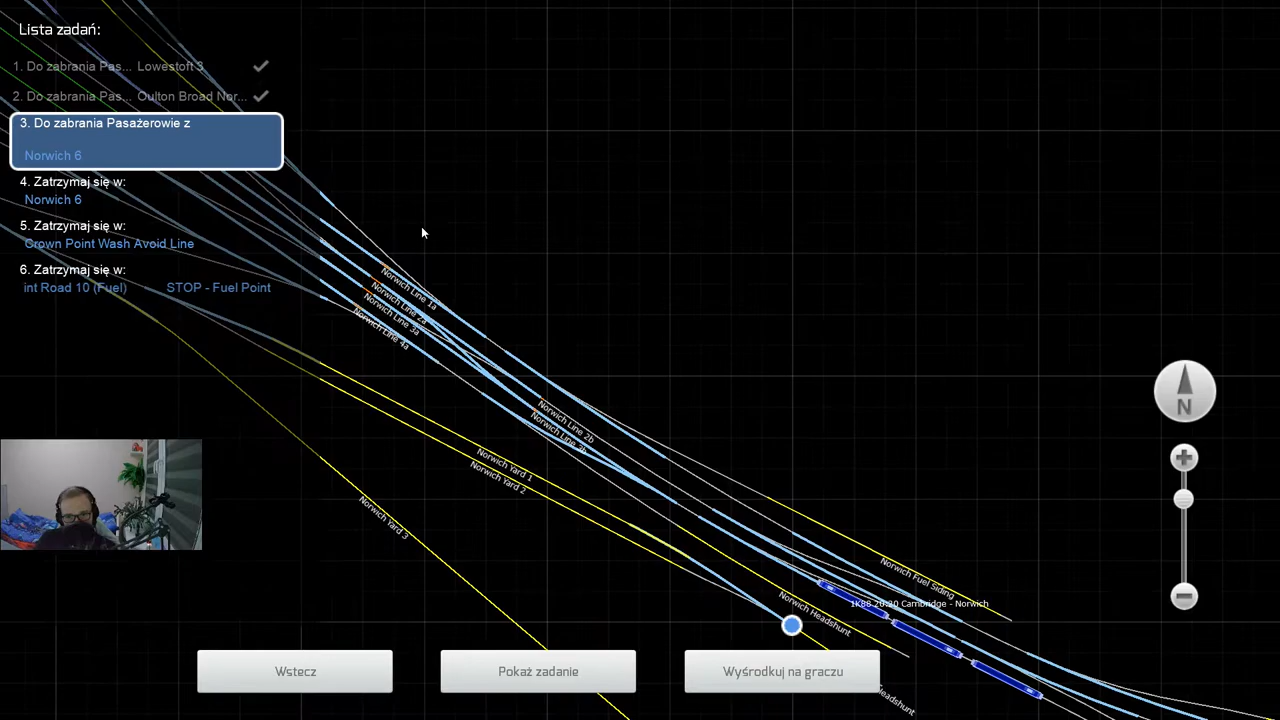 Lista zadań:
1. Do zabrania Pas... Lowestoft 3
2. Do zabrania Pas... Oulton Broad Nor...
3. Do zabrania Pasażerowie z
Norwich 6
4. Zatrzymaj się w:
Norwich 6
5. Zatrzymaj się w:
Crown Point Wash Avoid Line
6. Zatrzymaj się w:
int Road 10 (Fuel) STOP - Fuel Point
Norwich Line 1a
Norwich Line 2a
Norwich Line 3a
Norwich Line 4a
Norwich Line 2b
Norwich Line 3b
Norwich Yard 1
Norwich Yard 2
Norwich Yard 3
Norwich Fuel Siding
1K88 20:20 Cambridge - Norwich
Norwich Headshunt
Headshunt
N
Wstecz
Pokaż zadanie
Wyśrodkuj na graczu